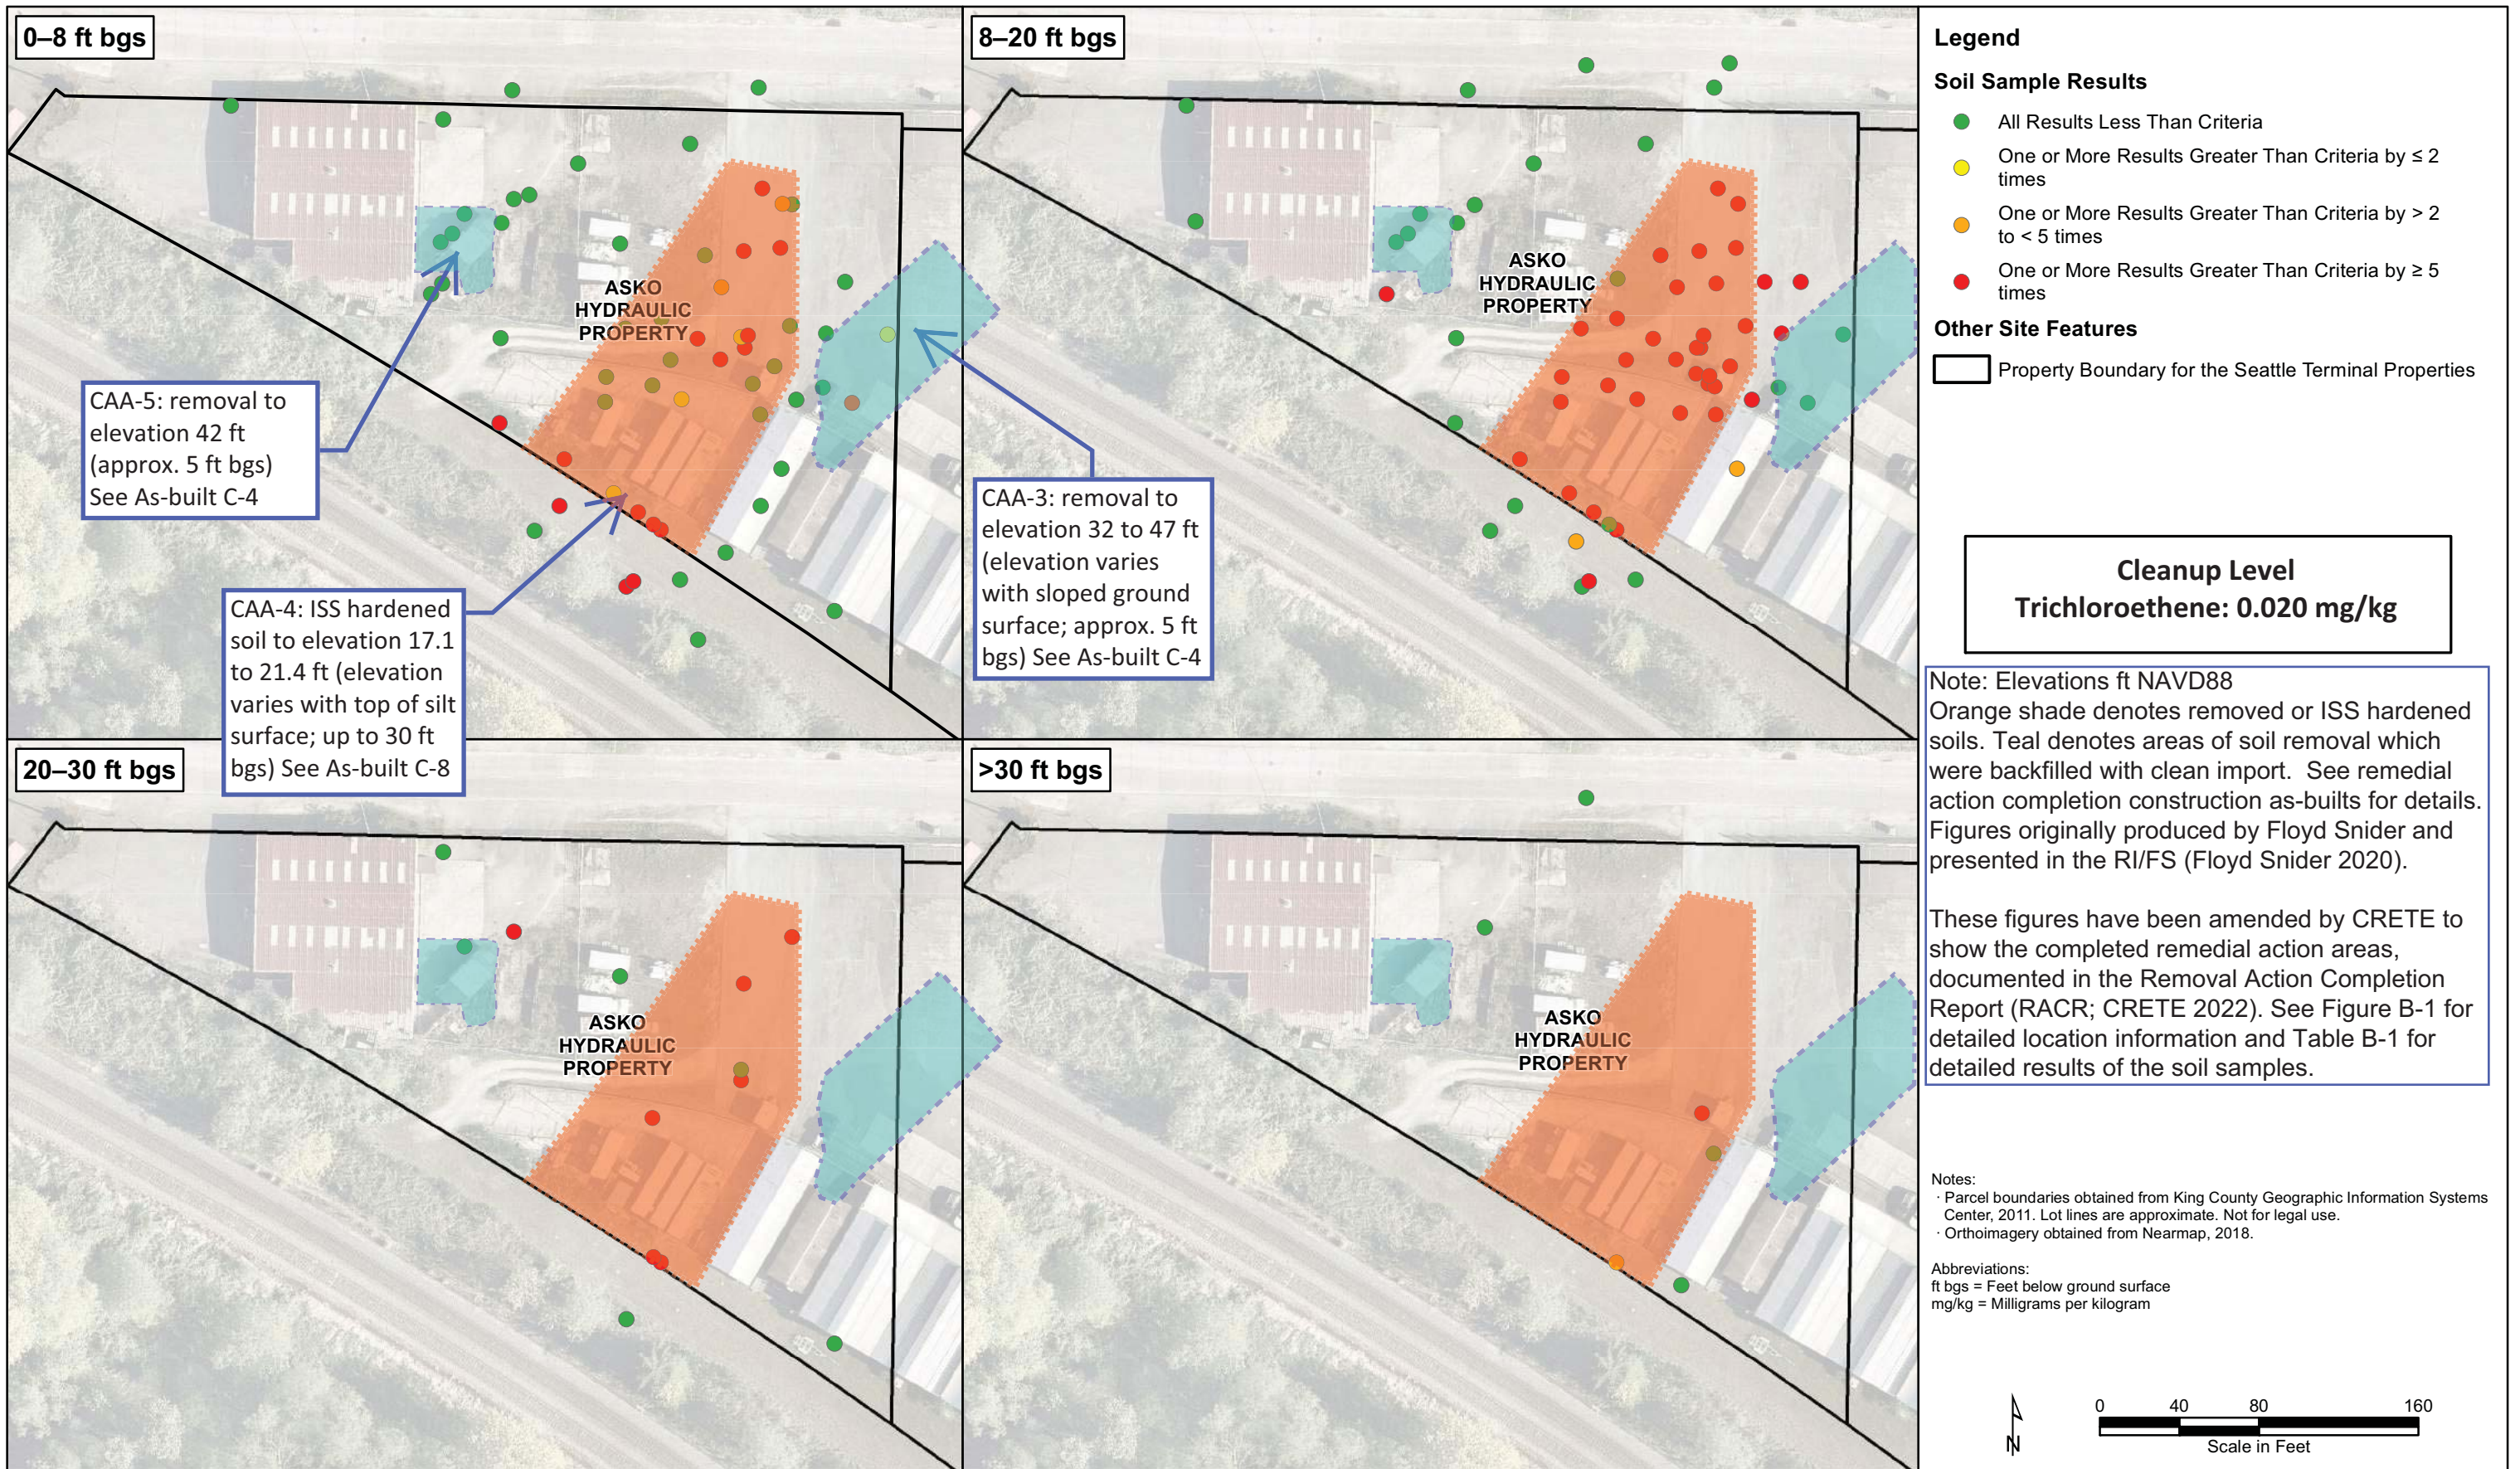 0–8 ft bgs
ASKO
HYDRAULIC
PROPERTY
CAA-5: removal to
elevation 42 ft
(approx. 5 ft bgs)
See As-built C-4
CAA-4: ISS hardened
soil to elevation 17.1
to 21.4 ft (elevation
varies with top of silt
surface; up to 30 ft
bgs) See As-built C-8
8–20 ft bgs
ASKO
HYDRAULIC
PROPERTY
CAA-3: removal to
elevation 32 to 47 ft
(elevation varies
with sloped ground
surface; approx. 5 ft
bgs) See As-built C-4
20–30 ft bgs
ASKO
HYDRAULIC
PROPERTY
>30 ft bgs
ASKO
HYDRAULIC
PROPERTY
Legend
Soil Sample Results
All Results Less Than Criteria
One or More Results Greater Than Criteria by ≤ 2
times
One or More Results Greater Than Criteria by > 2
to < 5 times
One or More Results Greater Than Criteria by ≥ 5
times
Other Site Features
Property Boundary for the Seattle Terminal Properties
Cleanup Level
Trichloroethene: 0.020 mg/kg
Note: Elevations ft NAVD88
Orange shade denotes removed or ISS hardened
soils. Teal denotes areas of soil removal which
were backfilled with clean import. See remedial
action completion construction as-builts for details.
Figures originally produced by Floyd Snider and
presented in the RI/FS (Floyd Snider 2020).
These figures have been amended by CRETE to
show the completed remedial action areas,
documented in the Removal Action Completion
Report (RACR; CRETE 2022). See Figure B-1 for
detailed location information and Table B-1 for
detailed results of the soil samples.
Notes:
· Parcel boundaries obtained from King County Geographic Information Systems
Center, 2011. Lot lines are approximate. Not for legal use.
· Orthoimagery obtained from Nearmap, 2018.
Abbreviations:
ft bgs = Feet below ground surface
mg/kg = Milligrams per kilogram
N
0 40 80 160
Scale in Feet